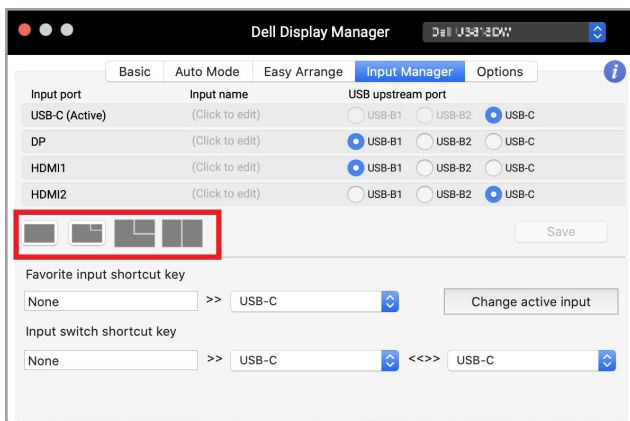 Dell Display Manager Dell U3818DW
Basic Auto Mode Easy Arrange Input Manager Options i
Input port Input name USB upstream port
USB-C (Active) (Click to edit) USB-B1 USB-B2 USB-C
DP (Click to edit) USB-B1 USB-B2 USB-C
HDMI1 (Click to edit) USB-B1 USB-B2 USB-C
HDMI2 (Click to edit) USB-B1 USB-B2 USB-C
Save
Favorite input shortcut key
None >> USB-C Change active input
Input switch shortcut key
None >> USB-C <<>> USB-C